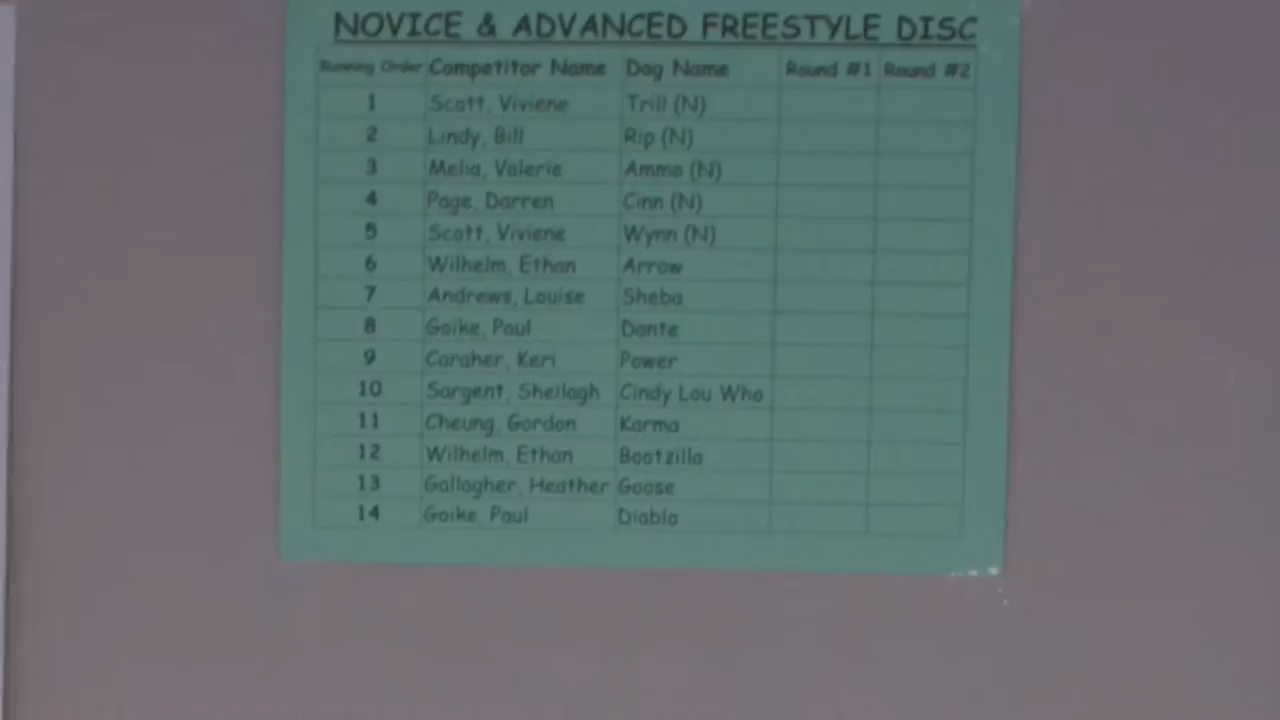 NOVICE & ADVANCED FREESTYLE DISC
Running Order Competitor Name Dog Name Round #1 Round #2
1 Scott, Viviene Trill (N)
2 Lindy, Bill Rip (N)
3 Melia, Valerie Ammo (N)
4 Page, Darren Cinn (N)
5 Scott, Viviene Wynn (N)
6 Wilhelm, Ethan Arrow
7 Andrews, Louise Sheba
8 Goike, Paul Dante
9 Caraher, Keri Power
10 Sargent, Sheilagh Cindy Lou Who
11 Cheung, Gordon Karma
12 Wilhelm, Ethan Bootzilla
13 Gallagher, Heather Goose
14 Goike, Paul Diablo